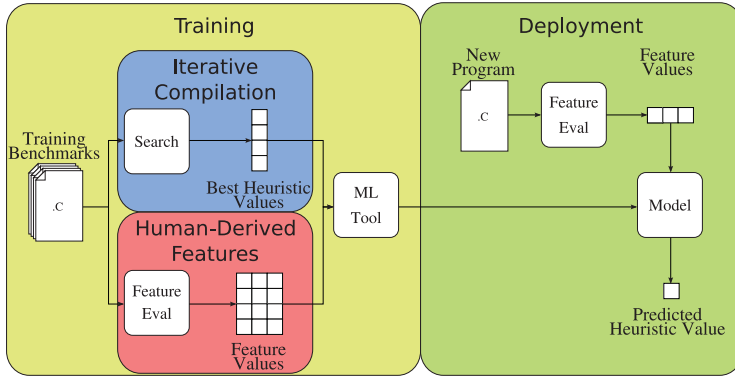 Training
Iterative
Compilation
Training
Benchmarks
.C
Search
Best Heuristic
Values
Human-Derived
Features
Feature
Eval
Feature
Values
ML
Tool
Deployment
New
Program
.C
Feature
Eval
Feature
Values
Model
Predicted
Heuristic Value